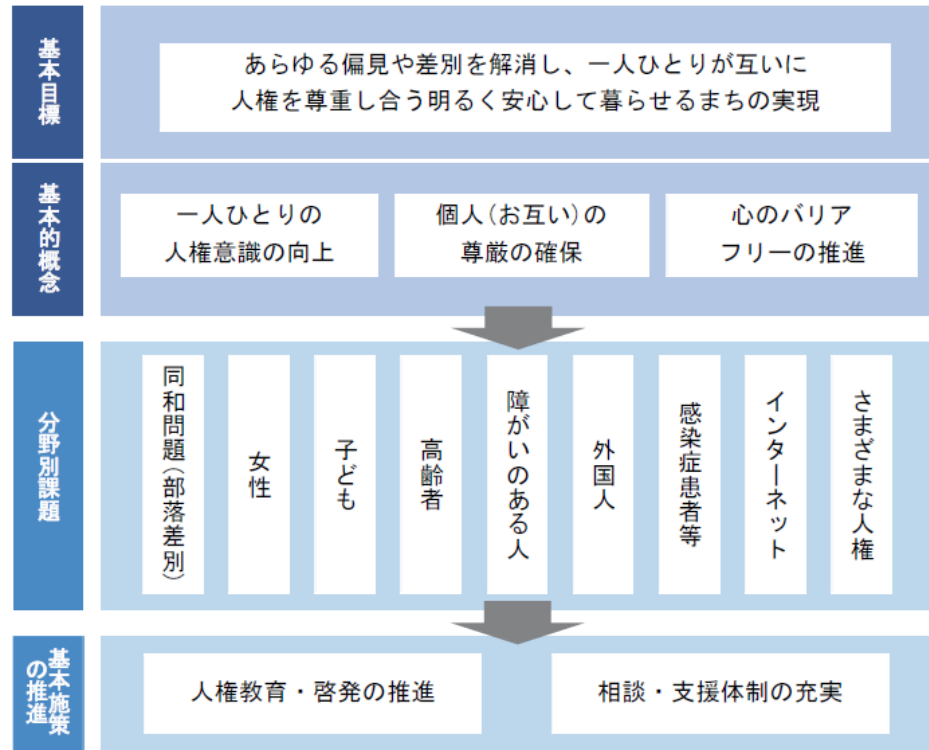 基本目標
あらゆる偏見や差別を解消し、一人ひとりが互いに
人権を尊重し合う明るく安心して暮らせるまちの実現
基本的概念
一人ひとりの
人権意識の向上
個人(お互い)の
尊厳の確保
心のバリア
フリーの推進
分野別課題
同和問題(部落差別)
女性
子ども
高齢者
障がいのある人
外国人
感染症患者等
インターネット
さまざまな人権
基本施策
の推進
人権教育・啓発の推進
相談・支援体制の充実